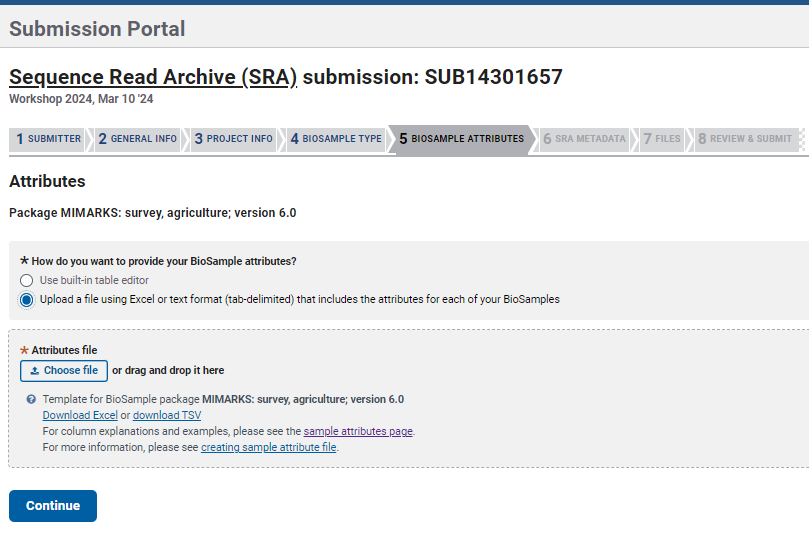 Submission Portal
Sequence Read Archive (SRA) submission: SUB14301657
Workshop 2024, Mar 10 '24
1 SUBMITTER 2 GENERAL INFO 3 PROJECT INFO 4 BIOSAMPLE TYPE 5 BIOSAMPLE ATTRIBUTES 6 SRA METADATA 7 FILES 8 REVIEW & SUBMIT
Attributes
Package MIMARKS: survey, agriculture; version 6.0
* How do you want to provide your BioSample attributes?
Use built-in table editor
Upload a file using Excel or text format (tab-delimited) that includes the attributes for each of your BioSamples
* Attributes file
Choose file or drag and drop it here
? Template for BioSample package MIMARKS: survey, agriculture; version 6.0
Download Excel or download TSV
For column explanations and examples, please see the sample attributes page.
For more information, please see creating sample attribute file.
Continue